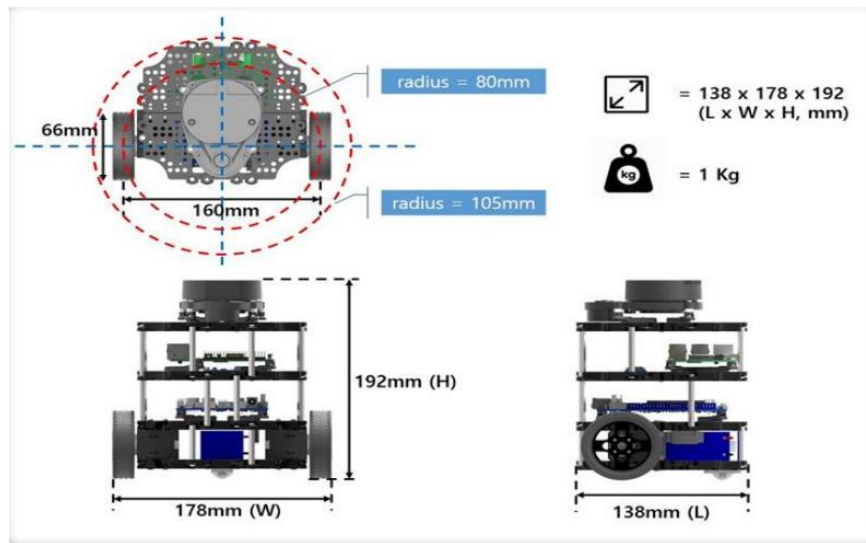 radius = 80mm
= 138 x 178 x 192
(L x W x H, mm)
66mm
kg
= 1 Kg
160mm
radius = 105mm
192mm (H)
178mm (W)
138mm (L)